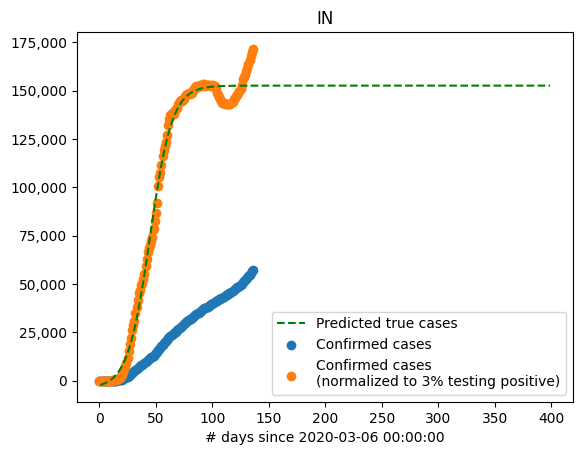 IN
175,000
150,000
125,000
100,000
75,000
50,000
25,000
0
Predicted true cases
Confirmed cases
Confirmed cases
(normalized to 3% testing positive)
0 50 100 150 200 250 300 350 400
# days since 2020-03-06 00:00:00